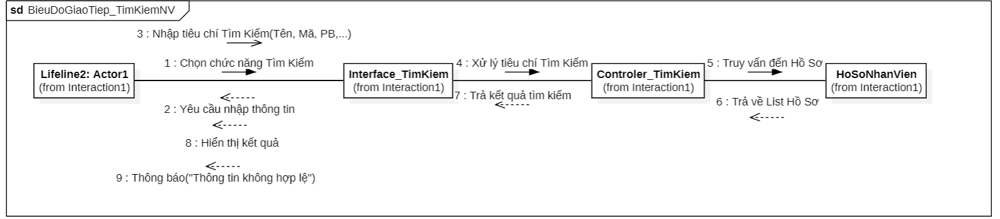 sd BieuDoGiaoTiep_TimKiemNV
3 : Nhập tiêu chí Tìm Kiếm(Tên, Mã, PB,...)
1 : Chọn chức năng Tìm Kiếm
4 : Xử lý tiêu chí Tìm Kiếm
5 : Truy vấn đến Hồ Sơ
Lifeline2: Actor1
(from Interaction1)
Interface_TimKiem
(from Interaction1)
Controler_TimKiem
(from Interaction1)
HoSoNhanVien
(from Interaction1)
7 : Trả kết quả tìm kiếm
6 : Trả về List Hồ Sơ
2 : Yêu cầu nhập thông tin
8 : Hiển thị kết quả
9 : Thông báo("Thông tin không hợp lệ")